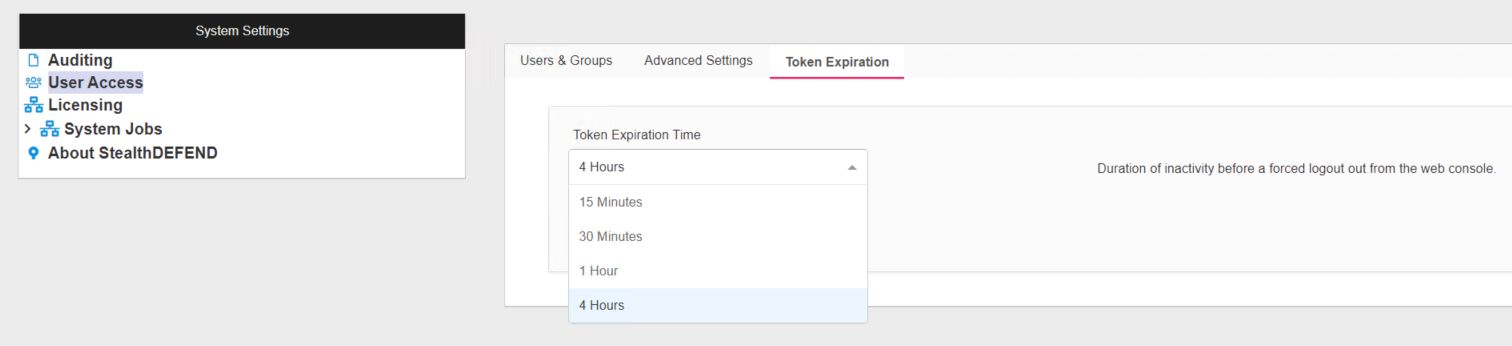 System Settings
Auditing
User Access
Licensing
System Jobs
About StealthDEFEND
Users & Groups
Advanced Settings
Token Expiration
Token Expiration Time
4 Hours
15 Minutes
30 Minutes
1 Hour
4 Hours
Duration of inactivity before a forced logout out from the web console.